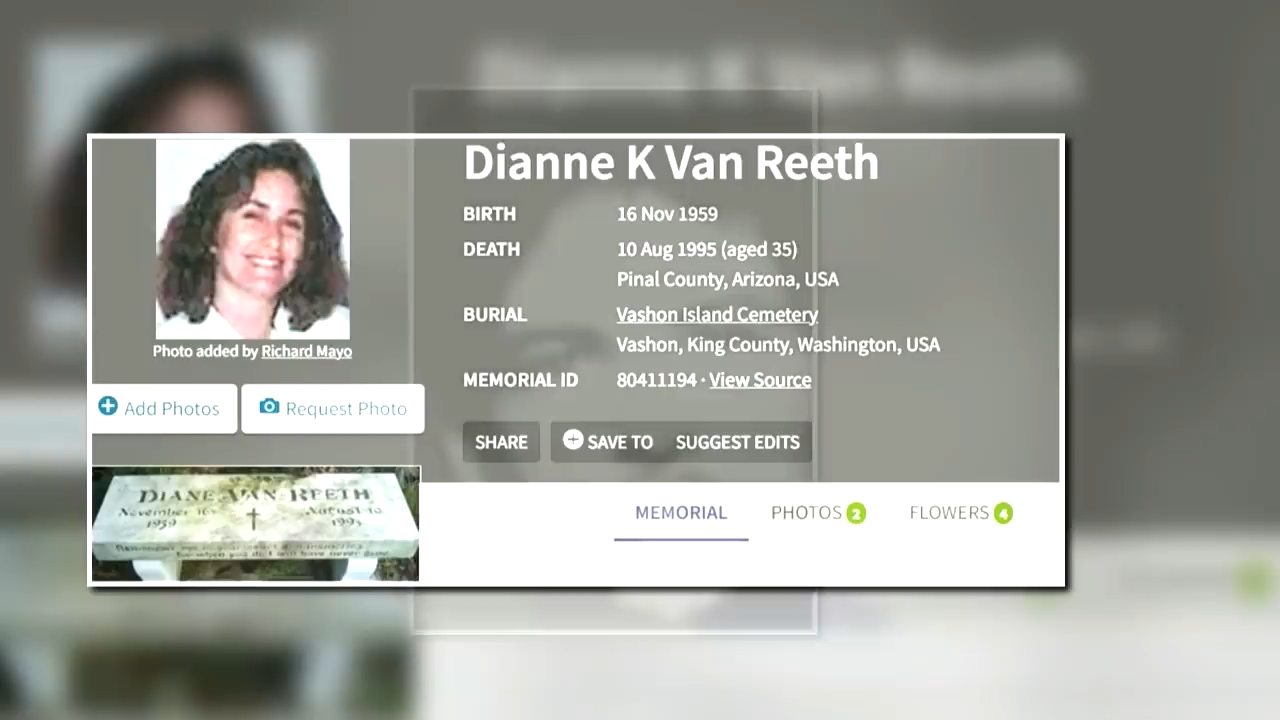 Dianne K Van Reeth
BIRTH 16 Nov 1959
DEATH 10 Aug 1995 (aged 35)
Pinal County, Arizona, USA
BURIAL Vashon Island Cemetery
Vashon, King County, Washington, USA
MEMORIAL ID 80411194 · View Source
Photo added by Richard Mayo
Add Photos Request Photo
SHARE SAVE TO SUGGEST EDITS
MEMORIAL PHOTOS 2 FLOWERS 4
DIANE VAN REETH
November 16 August 10
1959